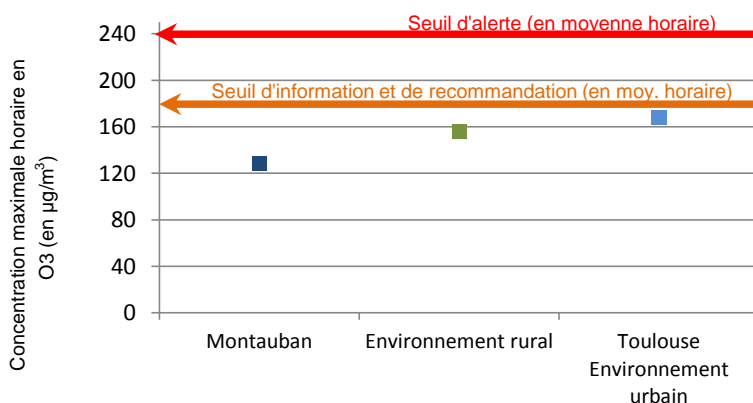 Concentration maximale horaire en
O3 (en µg/m³)
240
200
160
120
80
40
0
Seuil d'alerte (en moyenne horaire)
Seuil d'information et de recommandation (en moy. horaire)
Montauban
Environnement rural
Toulouse
Environnement
urbain